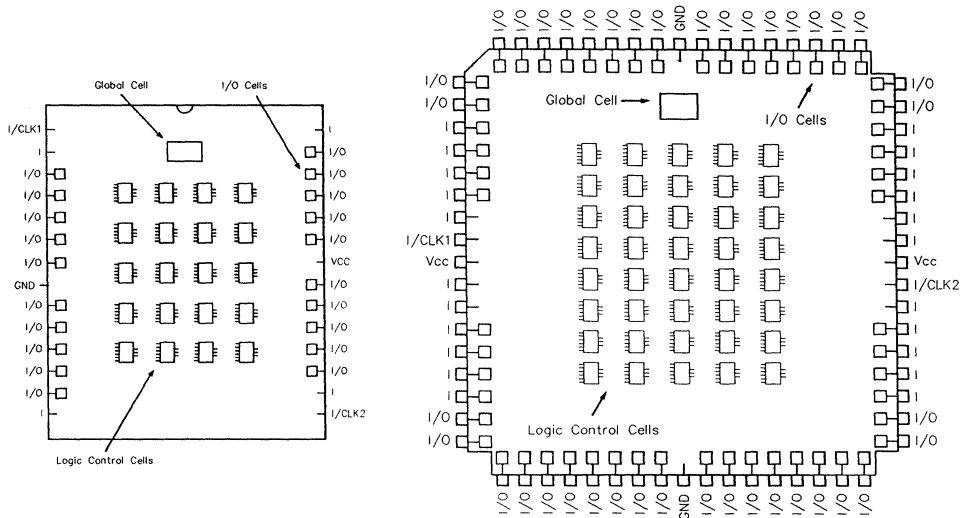 Global Cell
I/O Cells
I/CLK1
I
I/O
I/O
I/O
I/O
I/O
GND
I/O
I/O
I/O
I/O
I/O
I
I
I/O
I/O
I/O
I/O
I/O
VCC
I/O
I/O
I/O
I/O
I/O
I
I/CLK2
Logic Control Cells
I/O I/O I/O I/O I/O I/O I/O I/O GND I/O I/O I/O I/O I/O I/O I/O I/O
I/O
I/O
I
I
I
I
I
I/CLK1
Vcc
I
I
I
I
I
I
I/O
I/O
Global Cell
I/O Cells
Logic Control Cells
I/O
I/O
I
I
I
I
I
I
Vcc
I/CLK2
I
I
I
I
I
I/O
I/O
I/O I/O I/O I/O I/O I/O I/O I/O GND I/O I/O I/O I/O I/O I/O I/O I/O